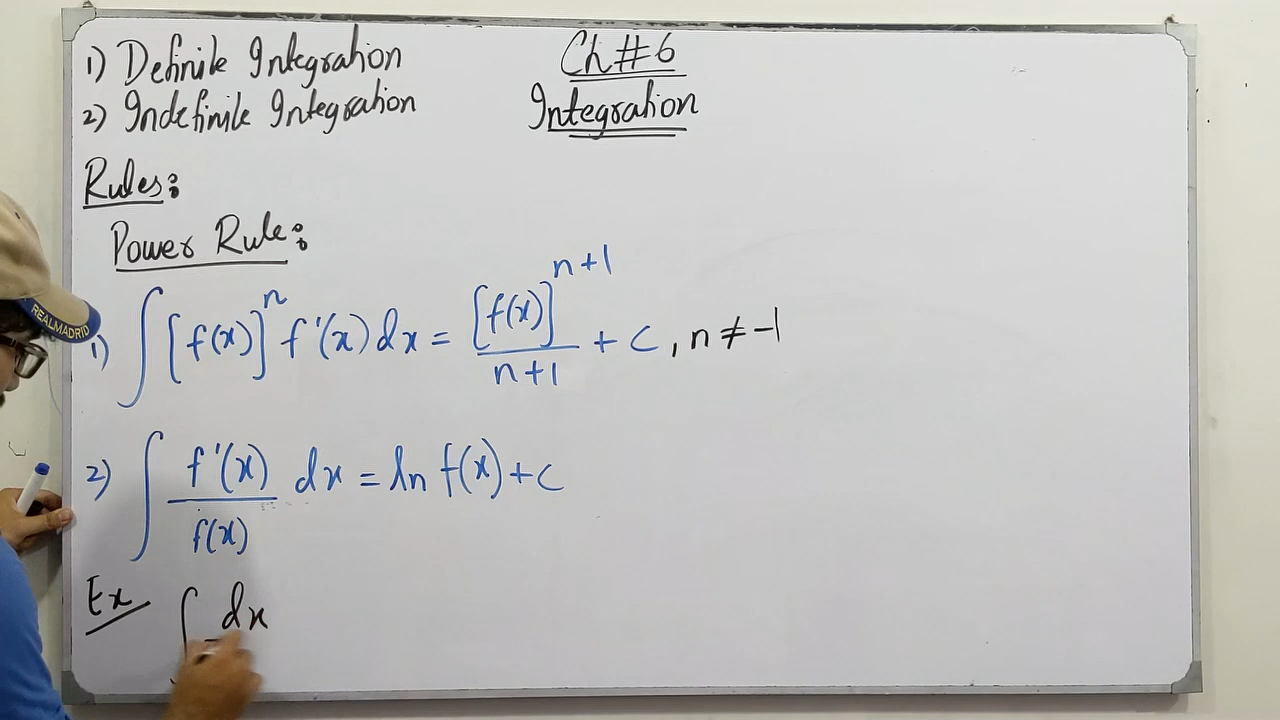 1) Definite Integration
2) Indefinite Integration
Ch#6
Integration
Rules:
Power Rule:
1) ∫ [f(x)]^n f'(x) dx = [f(x)]^(n+1) / (n+1) + c, n ≠ -1
2) ∫ f'(x) / f(x) dx = ln f(x) + c
Ex ∫ dx
REALMADRID